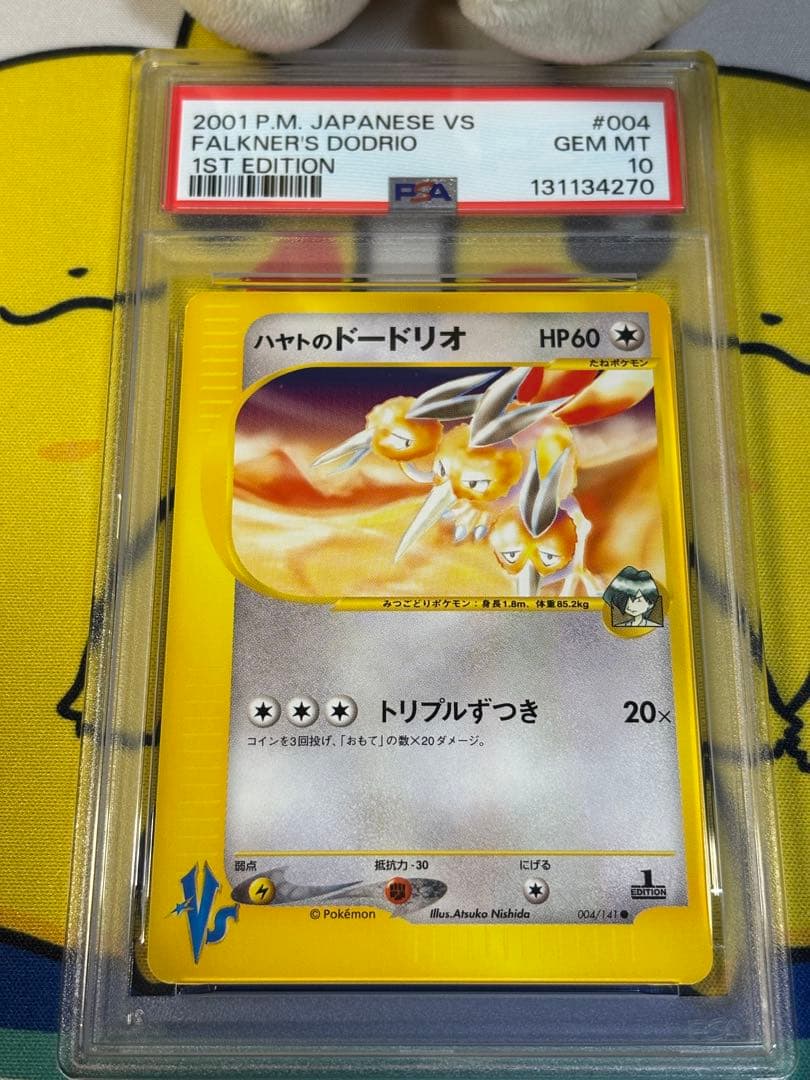 2001 P.M. JAPANESE VS #004
FALKNER'S DODRIO GEM MT
1ST EDITION 10
PSA 131134270
ハヤトのドードリオ HP60
たねポケモン
みつごどりポケモン：身長1.8m、体重85.2kg
トリプルずつき 20×
コインを3回投げ、「おもて」の数×20ダメージ。
弱点 抵抗力-30 にげる
1
EDITION
VS
© Pokémon Illus.Atsuko Nishida 004/141●